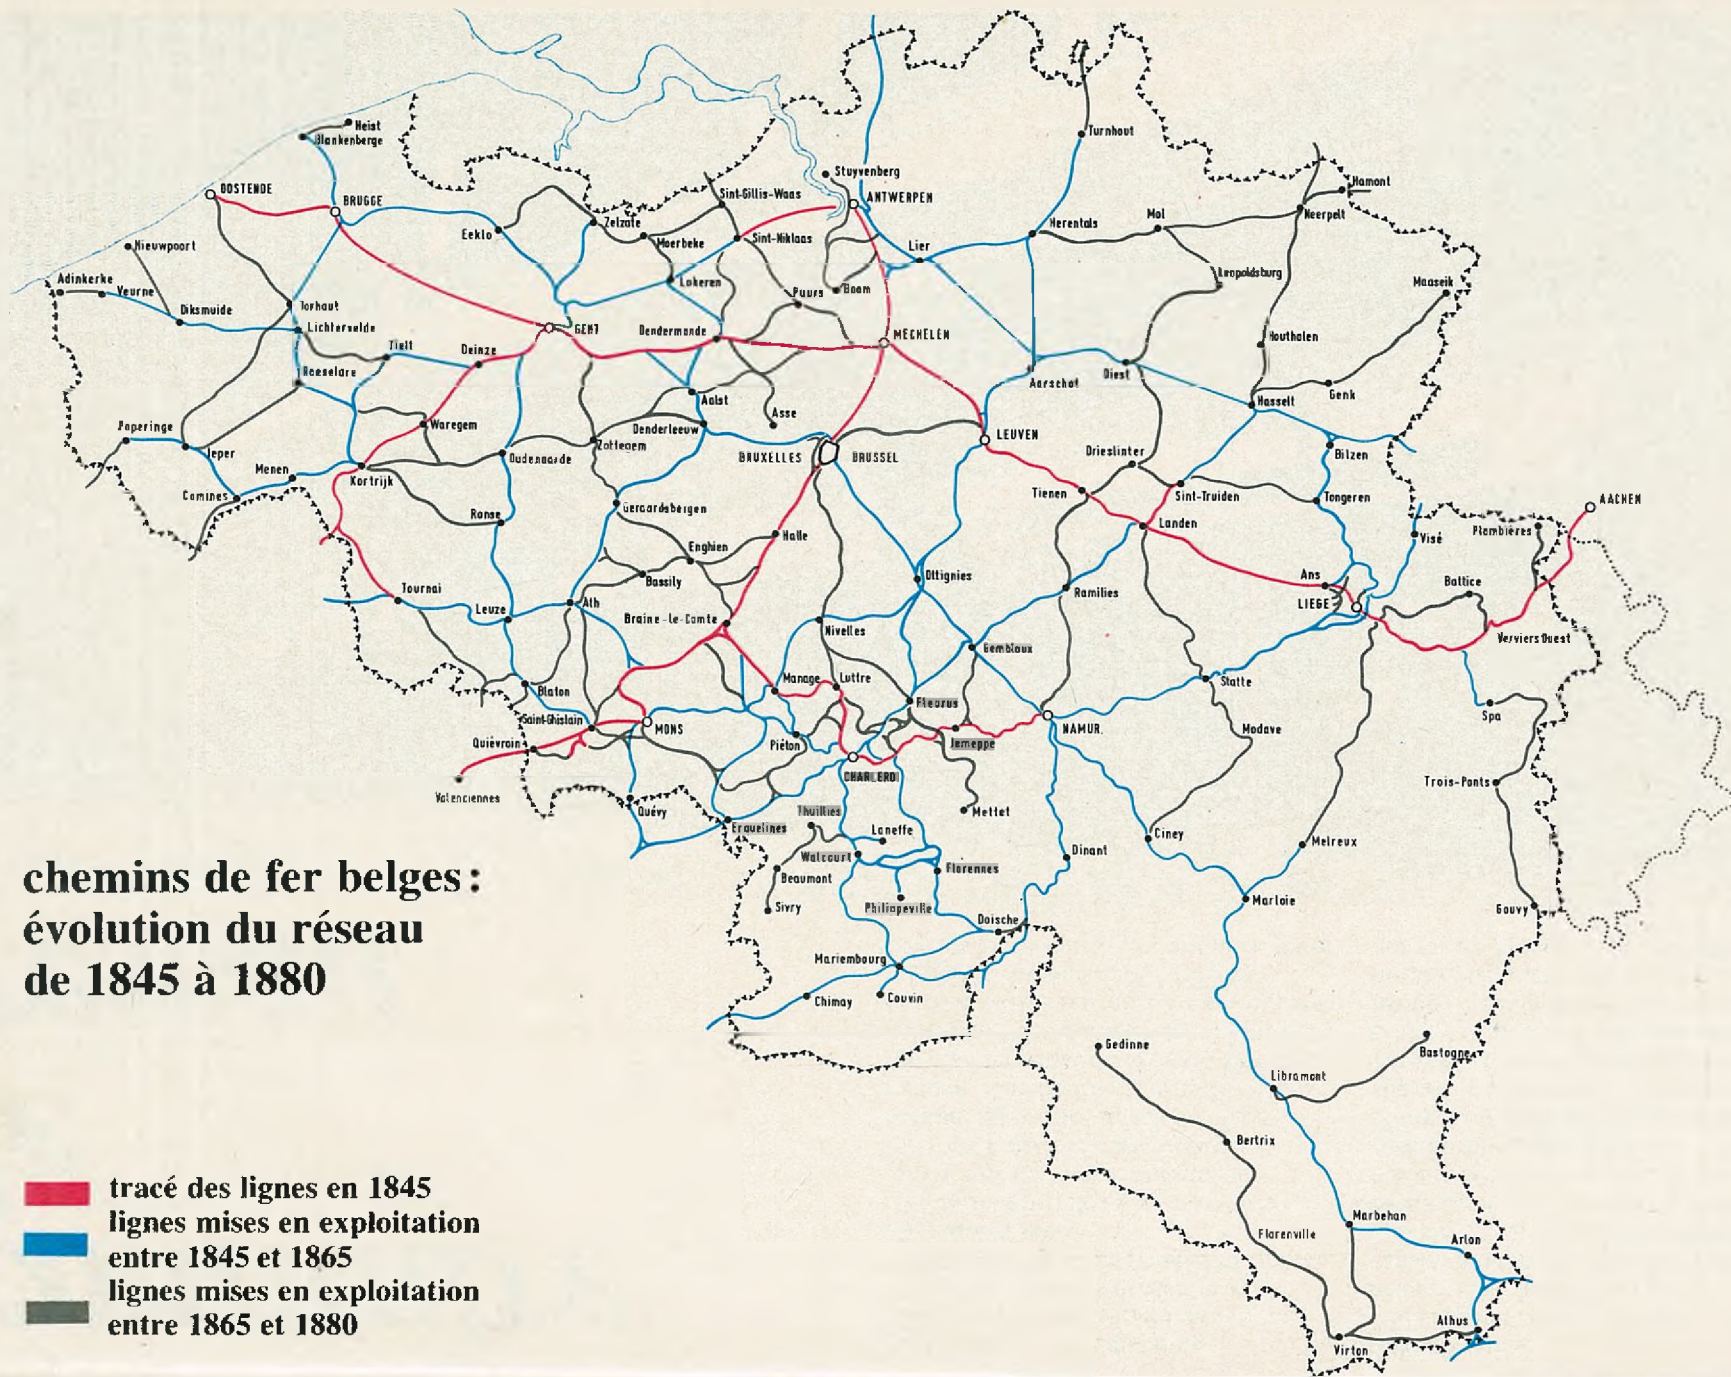 Heist
Blankenberge
Turnhout
Stuyvenberg
OOSTENDE
Hamont
BRUGGE
Sint-Gillis-Waas
ANTWERPEN
Neerpelt
Zelzate
Mol
Herentals
Eeklo
Moerbeke
Sint-Niklaas
Lier
Nieuwpoort
Leopoldsburg
Adinkerke
Veurne
Lokeren
Puurs
Boom
Maaseik
Torhout
Diksmuide
Lichtervelde
GENT
Dendermonde
MECHELEN
Houthalen
Tielt
Deinze
Roeselare
Aarschot
Diest
Genk
Aalst
Hasselt
Asse
Poperinge
Waregem
Denderleeuw
LEUVEN
Ieper
Zottegem
BRUXELLES
BRUSSEL
Drieslinter
Bilzen
Oudenaarde
Menen
Kortrijk
Comines
Tienen
Sint-Truiden
Tongeren
AACHEN
Ronse
Geraardsbergen
Landen
Plombières
Visé
Halle
Enghien
Bassily
Ottignies
Ans
Battice
Tournai
Ramilies
LIEGE
Leuze
Ath
Braine-le-Comte
Nivelles
Verviers Ouest
Gembloux
Manage
Luttre
Statte
Blaton
Fleurus
Spa
Saint-Ghislain
MONS
NAMUR.
Modave
Quiévrain
Piéton
Jemeppe
CHARLEROI
Trois-Ponts
Valenciennes
Quévy
Thuillies
Mettet
Erquelines
Laneffe
Ciney
Melreux
Walcourt
Dinant
Beaumont
Florennes
Marloie
Sivry
Philippeville
Gouvy
Doische
Mariembourg
Chimay
Couvin
chemins de fer belges:
évolution du réseau
de 1845 à 1880
Gedinne
Bastogne
Libramont
Bertrix
Marbehan
Florenville
Arlon
Athus
Virton
tracé des lignes en 1845
lignes mises en exploitation
entre 1845 et 1865
lignes mises en exploitation
entre 1865 et 1880